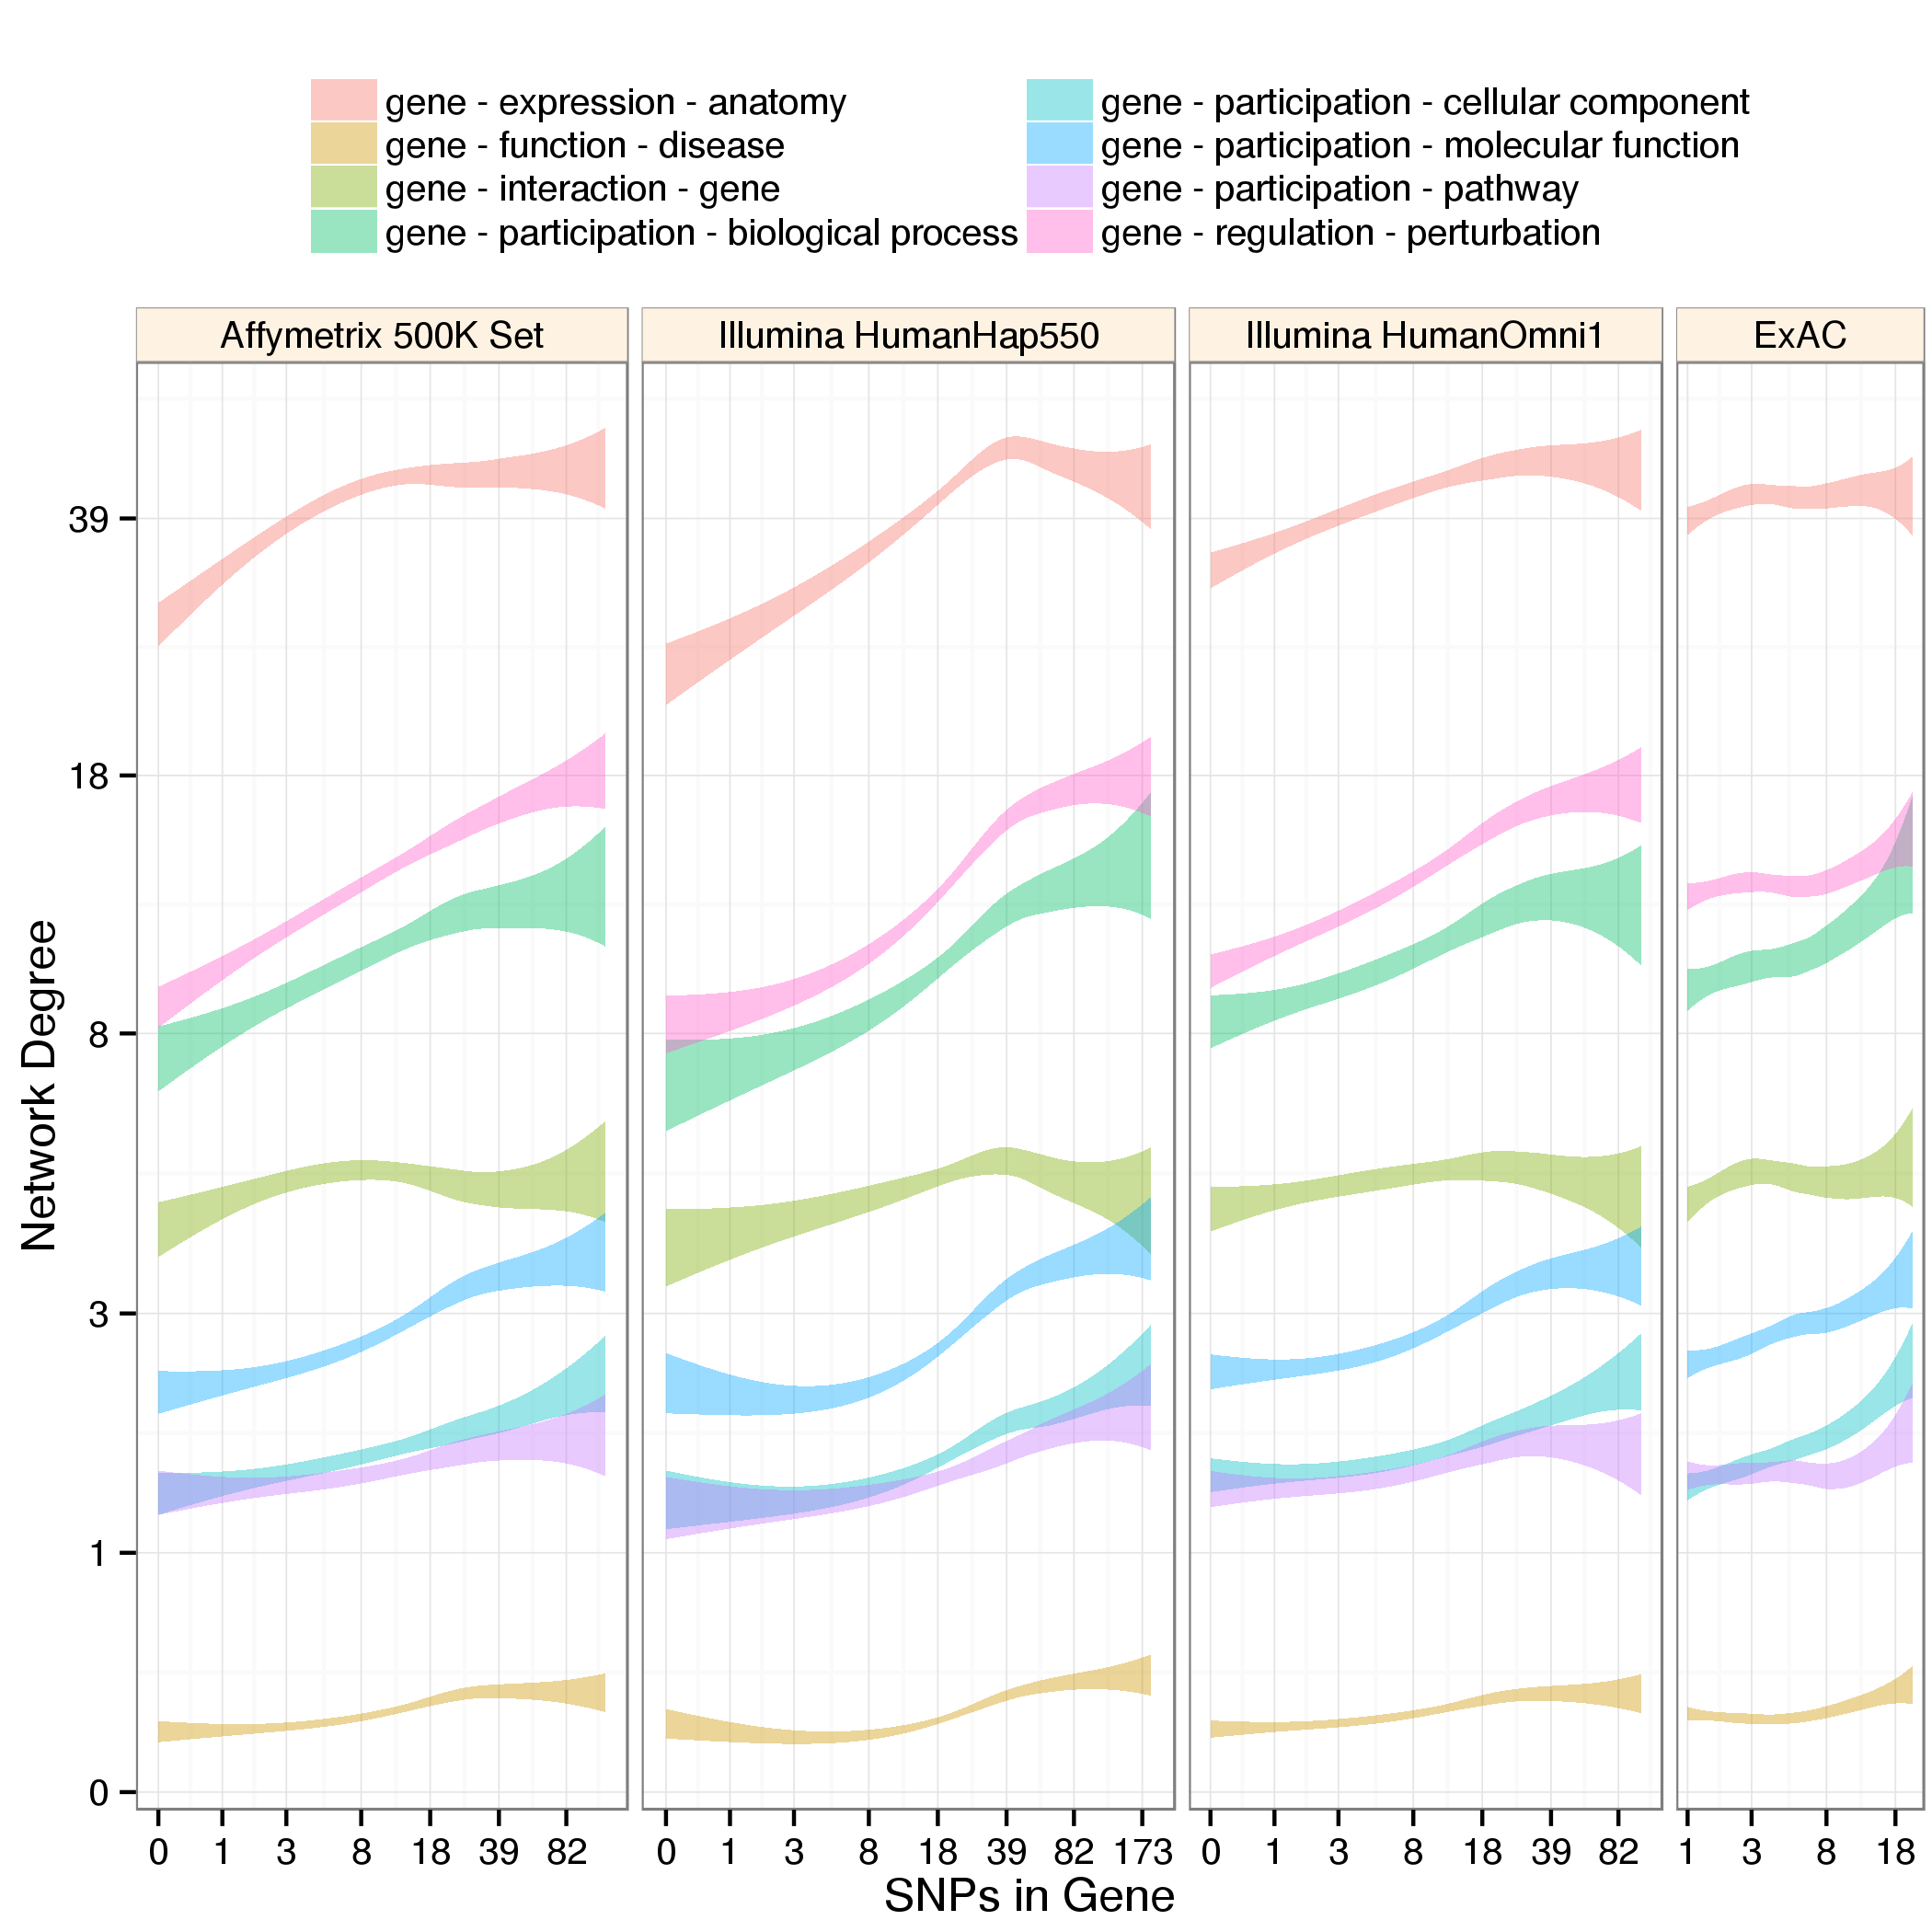 gene - expression - anatomy
gene - function - disease
gene - interaction - gene
gene - participation - biological process
gene - participation - cellular component
gene - participation - molecular function
gene - participation - pathway
gene - regulation - perturbation
Affymetrix 500K Set
Illumina HumanHap550
Illumina HumanOmni1
ExAC
Network Degree
39
18
8
3
1
0
0 1 3 8 18 39 82
0 1 3 8 18 39 82 173
0 1 3 8 18 39 82
1 3 8 18
SNPs in Gene